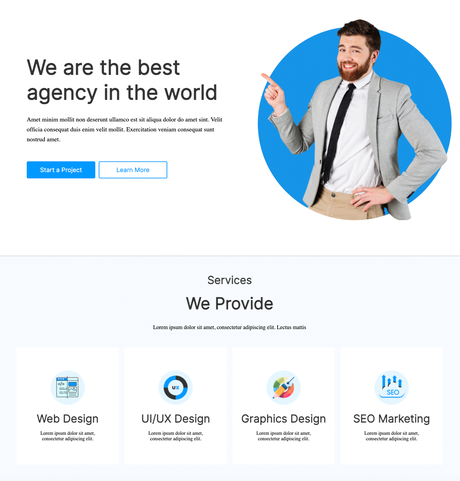 We are the best
agency in the world
Amet minim mollit non deserunt ullamco est sit aliqua dolor do amet sint. Velit
officia consequat duis enim velit mollit. Exercitation veniam consequat sunt
nostrud amet.
Start a Project
Learn More
Services
We Provide
Lorem ipsum dolor sit amet, consectetur adipiscing elit. Lectus mattis
</>
UX
SEO
Web Design
UI/UX Design
Graphics Design
SEO Marketing
Lorem ipsum dolor sit amet,
consectetur adipiscing elit.
Lorem ipsum dolor sit amet,
consectetur adipiscing elit.
Lorem ipsum dolor sit amet,
consectetur adipiscing elit.
Lorem ipsum dolor sit amet,
consectetur adipiscing elit.